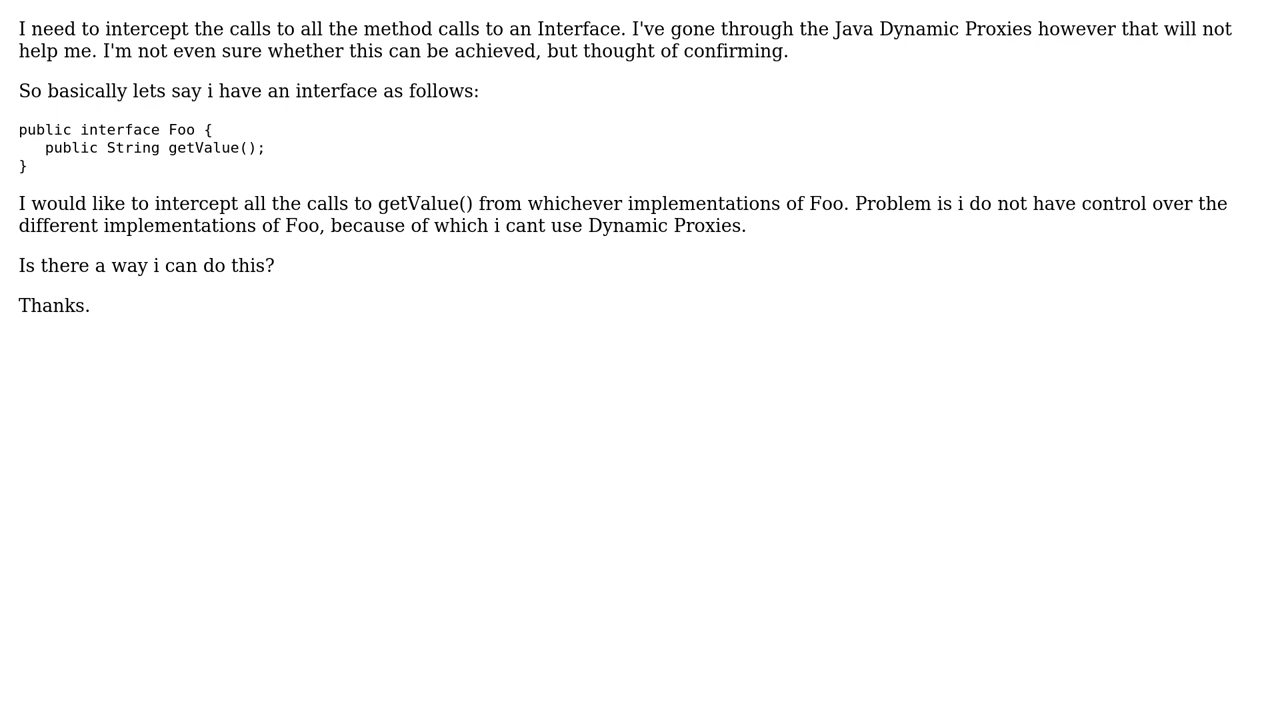 I need to intercept the calls to all the method calls to an Interface. I've gone through the Java Dynamic Proxies however that will not
help me. I'm not even sure whether this can be achieved, but thought of confirming.
So basically lets say i have an interface as follows:
public interface Foo {
   public String getValue();
}
I would like to intercept all the calls to getValue() from whichever implementations of Foo. Problem is i do not have control over the
different implementations of Foo, because of which i cant use Dynamic Proxies.
Is there a way i can do this?
Thanks.